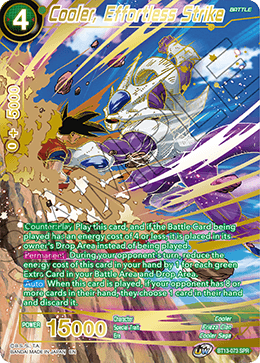 4
Cooler, Effortless Strike
BATTLE
0 + 5000
Counter:Play Play this card, and if the Battle Card being
played has an energy cost of 4 or less, it is placed in its
owner's Drop Area instead of being played.
Permanent During your opponent's turn, reduce the
energy cost of this card in your hand by 1 for each green
Extra Card in your Battle Area and Drop Area.
Auto When this card is played, if your opponent has 8 or
more cards in their hand, they choose 1 card in their hand
and discard it.
POWER 15000
Character Cooler
Special Trait Frieza Clan
Era Cooler Saga
BANDAI MADE IN JAPAN EN
BT13-073 SPR